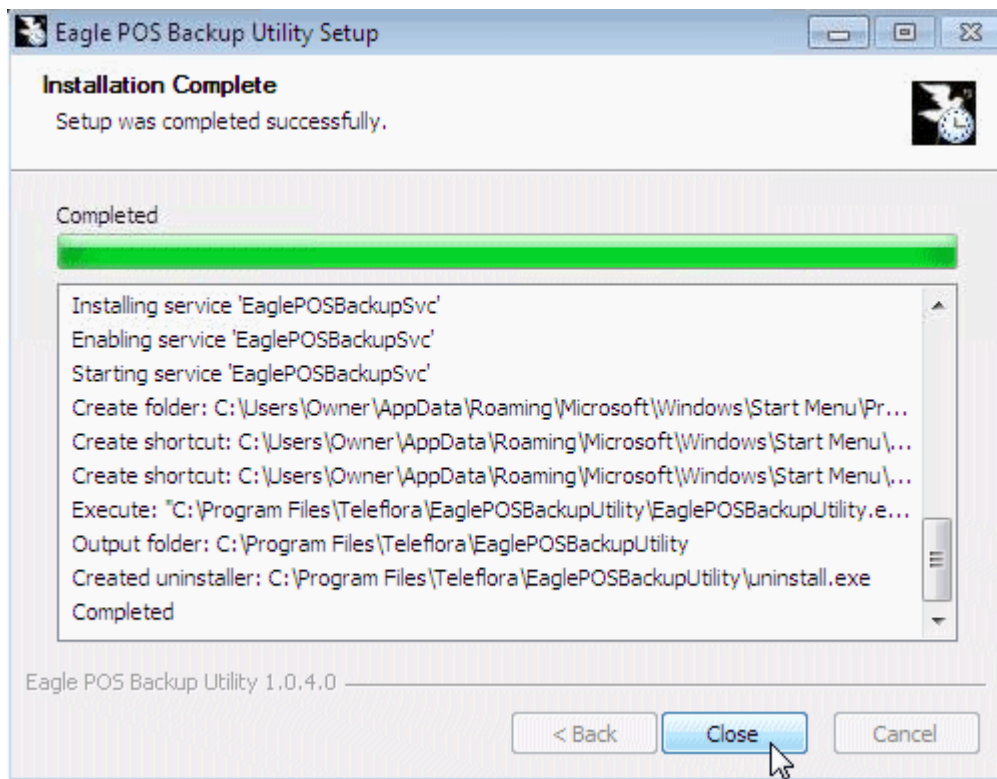 Eagle POS Backup Utility Setup
Installation Complete
Setup was completed successfully.
Completed
Installing service 'EaglePOSBackupSvc'
Enabling service 'EaglePOSBackupSvc'
Starting service 'EaglePOSBackupSvc'
Create folder: C:\Users\Owner\AppData\Roaming\Microsoft\Windows\Start Menu\Pr...
Create shortcut: C:\Users\Owner\AppData\Roaming\Microsoft\Windows\Start Menu\...
Create shortcut: C:\Users\Owner\AppData\Roaming\Microsoft\Windows\Start Menu\...
Execute: "C:\Program Files\Teleflora\EaglePOSBackupUtility\EaglePOSBackupUtility.e...
Output folder: C:\Program Files\Teleflora\EaglePOSBackupUtility
Created uninstaller: C:\Program Files\Teleflora\EaglePOSBackupUtility\uninstall.exe
Completed
Eagle POS Backup Utility 1.0.4.0
< Back Close Cancel